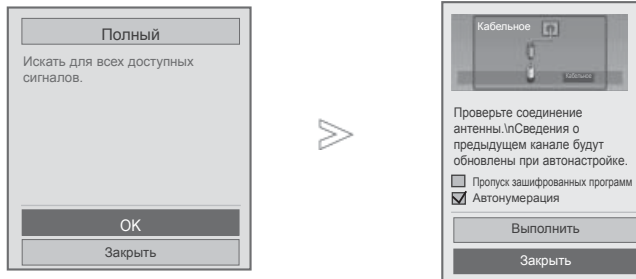 Полный
Искать для всех доступных
сигналов.
OK
Закрыть
Кабельное
Кабельное
Проверьте соединение
антенны.\nСведения о
предыдущем канале будут
обновлены при автонастройке.
Пропуск зашифрованных программ
Автонумерация
Выполнить
Закрыть